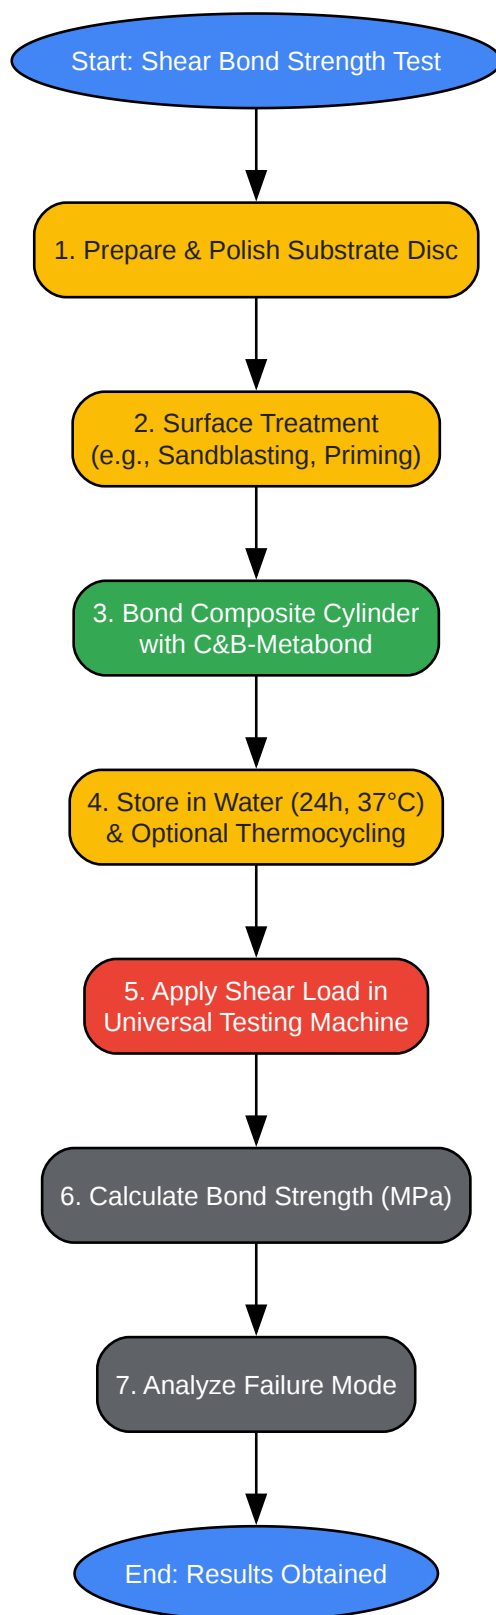 Start: Shear Bond Strength Test
1. Prepare & Polish Substrate Disc
2. Surface Treatment
(e.g., Sandblasting, Priming)
3. Bond Composite Cylinder
with C&B-Metabond
4. Store in Water (24h, 37°C)
& Optional Thermocycling
5. Apply Shear Load in
Universal Testing Machine
6. Calculate Bond Strength (MPa)
7. Analyze Failure Mode
End: Results Obtained